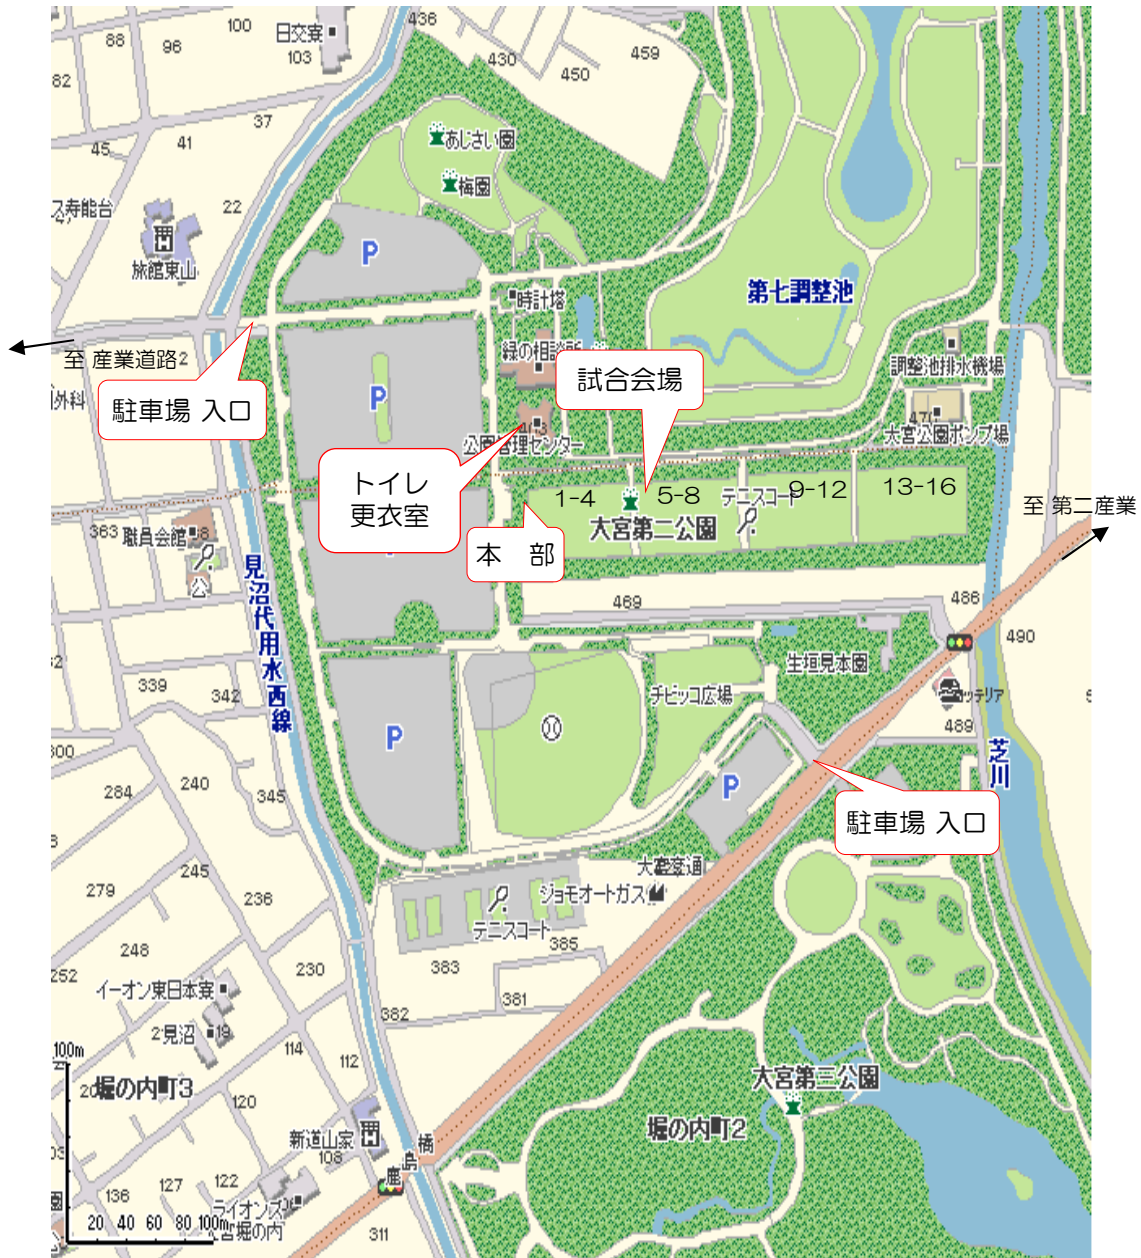 436
100
88
96
日交寮
103
459
430
450
82
37
41
45
あじさい園
梅園
22
旅館東山
P
第七調整池
時計塔
至 産業道路
2
緑の相談所
調整池排水機場
試合会場
外科
駐車場 入口
P
公園管理センター
大宮公園ポンプ場
トイレ
更衣室
1-4
5-8
テニスコート
9-12
13-16
至 第二産業
363
職員会館
大宮第二公園
本 部
公
見沼代用水西線
469
486
490
339
342
生垣見本園
チビッコ広場
ロッテリア
489
P
240
284
345
P
芝川
駐車場 入口
245
279
236
大宮交通
ジョモオートガス
テニスコート
385
248
252
230
383
381
イーオン東日本寮
382
見沼
19
114
112
100m
堀の内町3
120
大宮第三公園
堀の内町2
新道山家
108
鹿島橋
136
127
122
ライオンズ
宮堀の内
20 40 60 80 100m
311